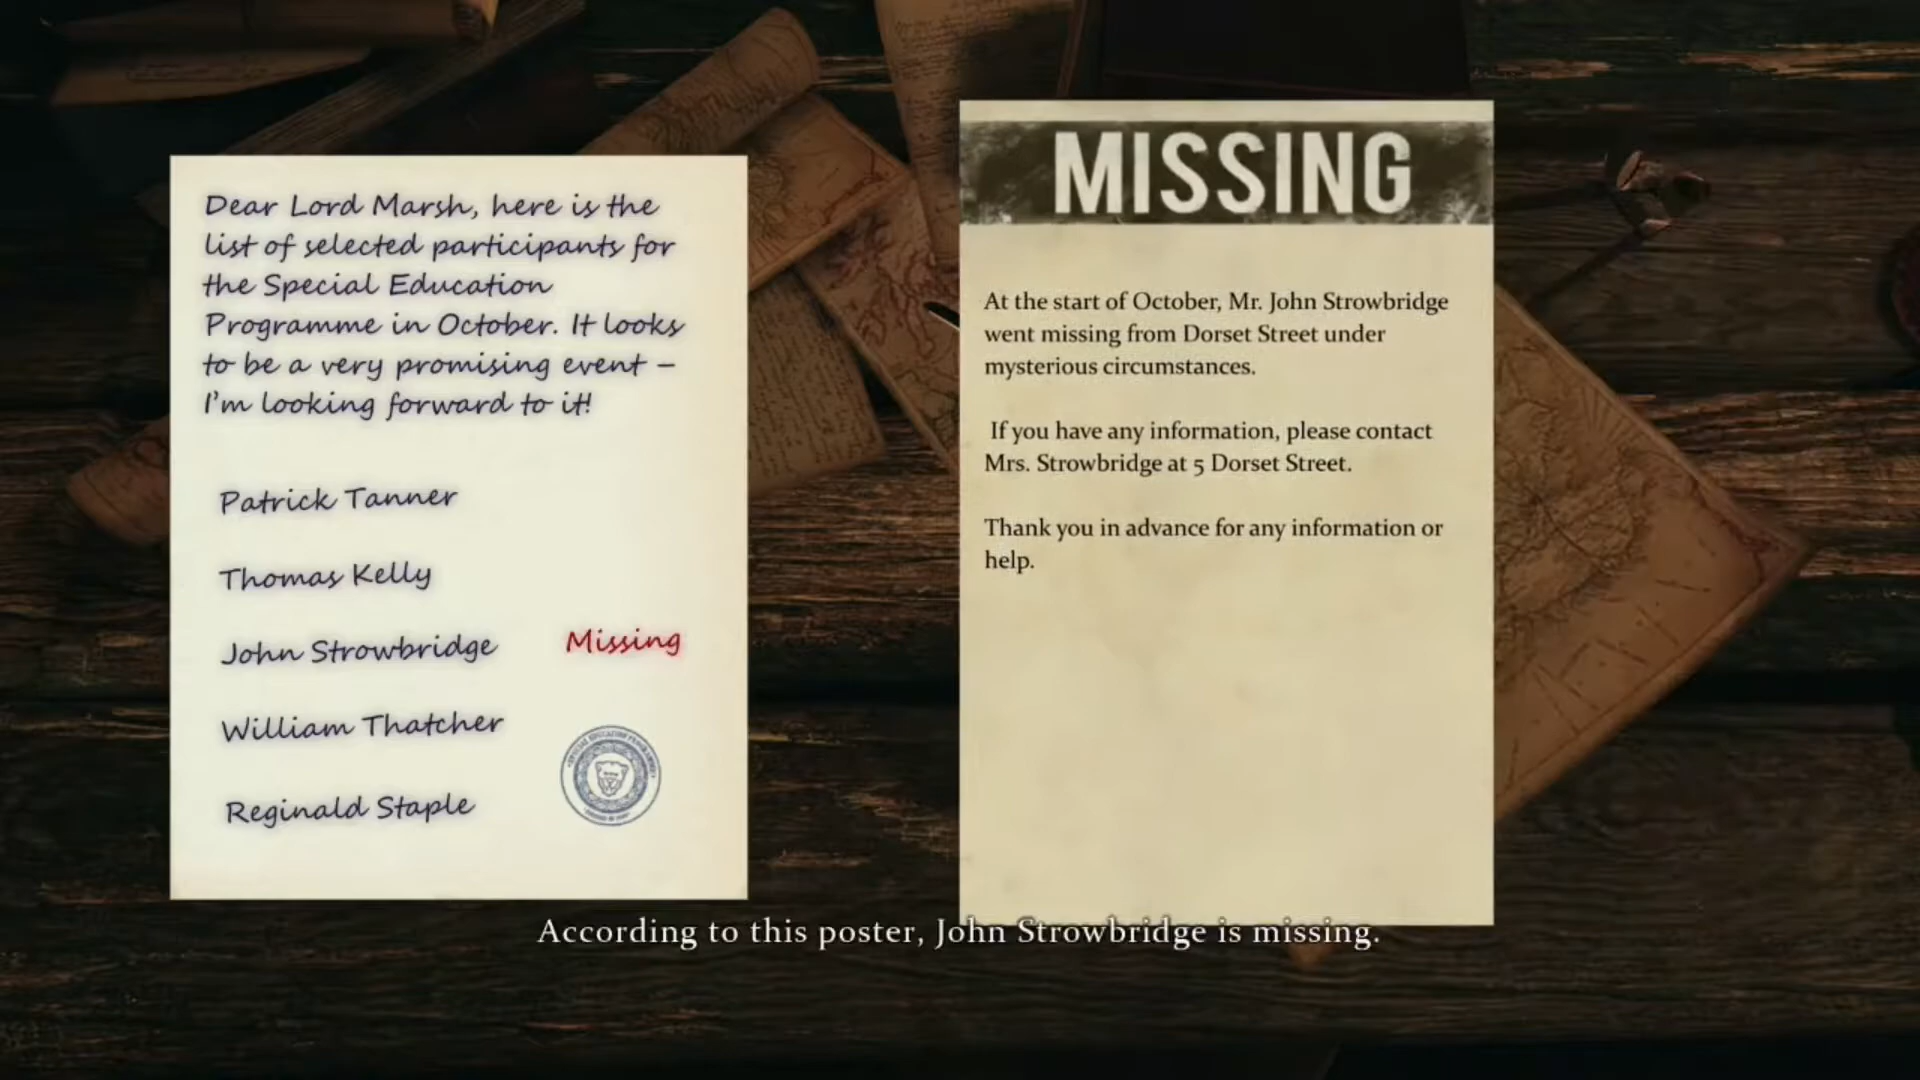 Dear Lord Marsh, here is the
list of selected participants for
the Special Education
Programme in October. It looks
to be a very promising event –
I'm looking forward to it!
Patrick Tanner
Thomas Kelly
John Strowbridge Missing
William Thatcher
Reginald Staple
MISSING
At the start of October, Mr. John Strowbridge
went missing from Dorset Street under
mysterious circumstances.
If you have any information, please contact
Mrs. Strowbridge at 5 Dorset Street.
Thank you in advance for any information or
help.
According to this poster, John Strowbridge is missing.